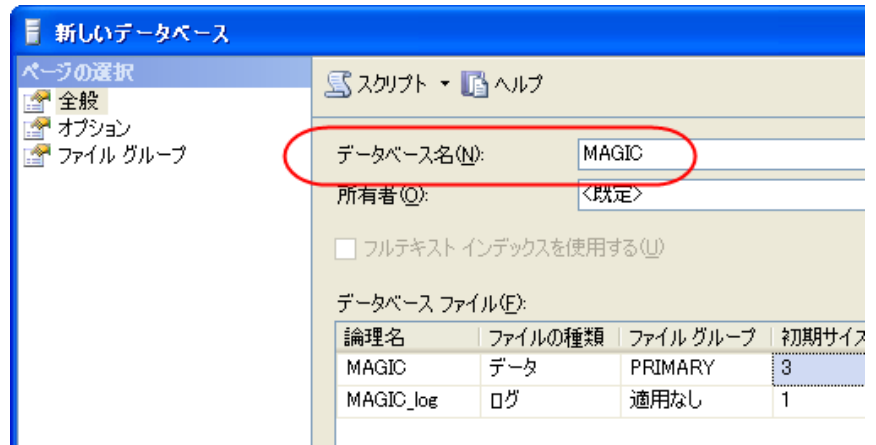 新しいデータベース
ページの選択
全般
オプション
ファイル グループ
スクリプト ヘルプ
データベース名(N): MAGIC
所有者(O): <既定>
フルテキスト インデックスを使用する(U)
データベース ファイル(F):
論理名 ファイルの種類 ファイル グループ 初期サイズ
MAGIC データ PRIMARY 3
MAGIC_log ログ 適用なし 1